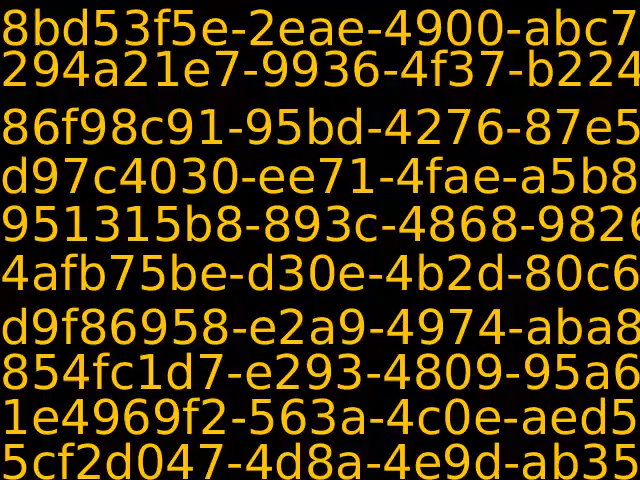 8bd53f5e-2eae-4900-abc7
294a21e7-9936-4f37-b224
86f98c91-95bd-4276-87e5
d97c4030-ee71-4fae-a5b8
951315b8-893c-4868-9826
4afb75be-d30e-4b2d-80c6
d9f86958-e2a9-4974-aba8
854fc1d7-e293-4809-95a6
1e4969f2-563a-4c0e-aed5
5cf2d047-4d8a-4e9d-ab35